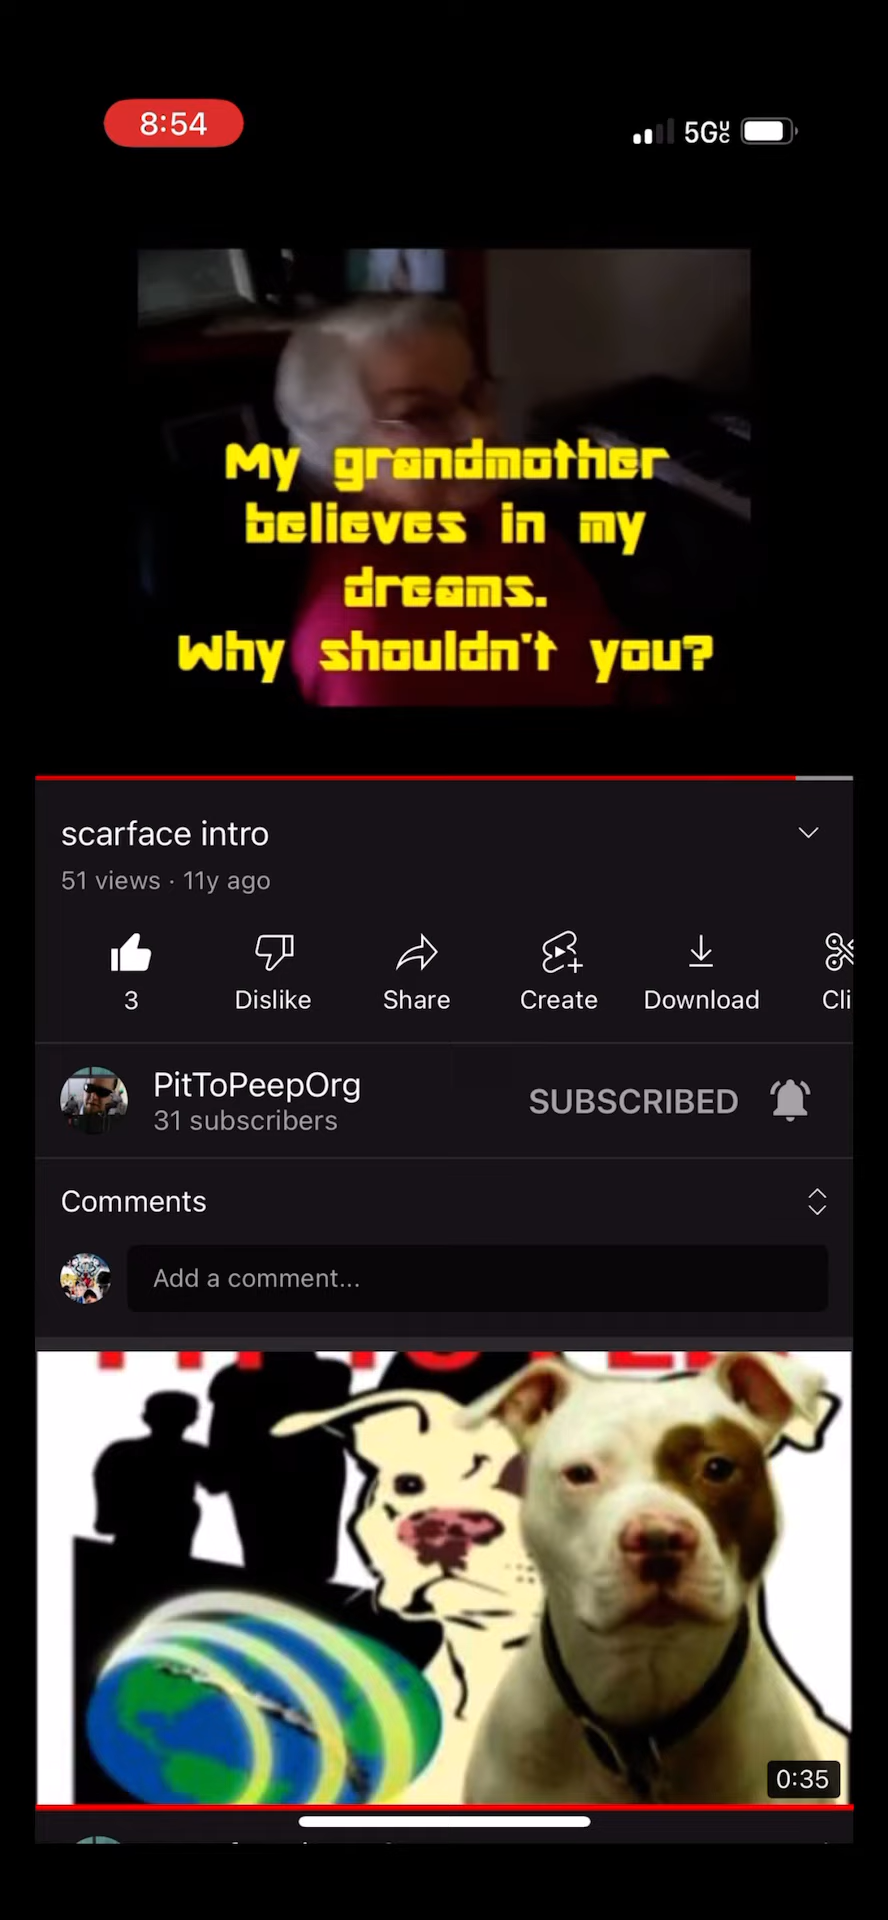 8:54
5GUC
My grandmother
believes in my
dreams.
Why shouldn't you?
scarface intro
51 views · 11y ago
3
Dislike
Share
Create
Download
Cli
PitToPeepOrg
31 subscribers
SUBSCRIBED
Comments
Add a comment...
0:35